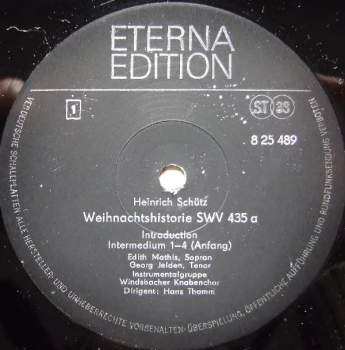 ETERNA
EDITION
1
ST 33
8 25 489
Heinrich Schütz
Weihnachtshistorie SWV 435 a
Introduction
Intermedium 1–4 (Anfang)
Edith Mathis, Sopran
Georg Jelden, Tenor
Instrumentalgruppe
Windsbacher Knabenchor
Dirigent: Hans Thamm
VEB DEUTSCHE SCHALLPLATTEN ALLE HERSTELLER- UND URHEBERRECHTE VORBEHALTEN · ÜBERSPIELUNG, ÖFFENTLICHE AUFFÜHRUNG UND RUNDFUNKSENDUNG VERBOTEN